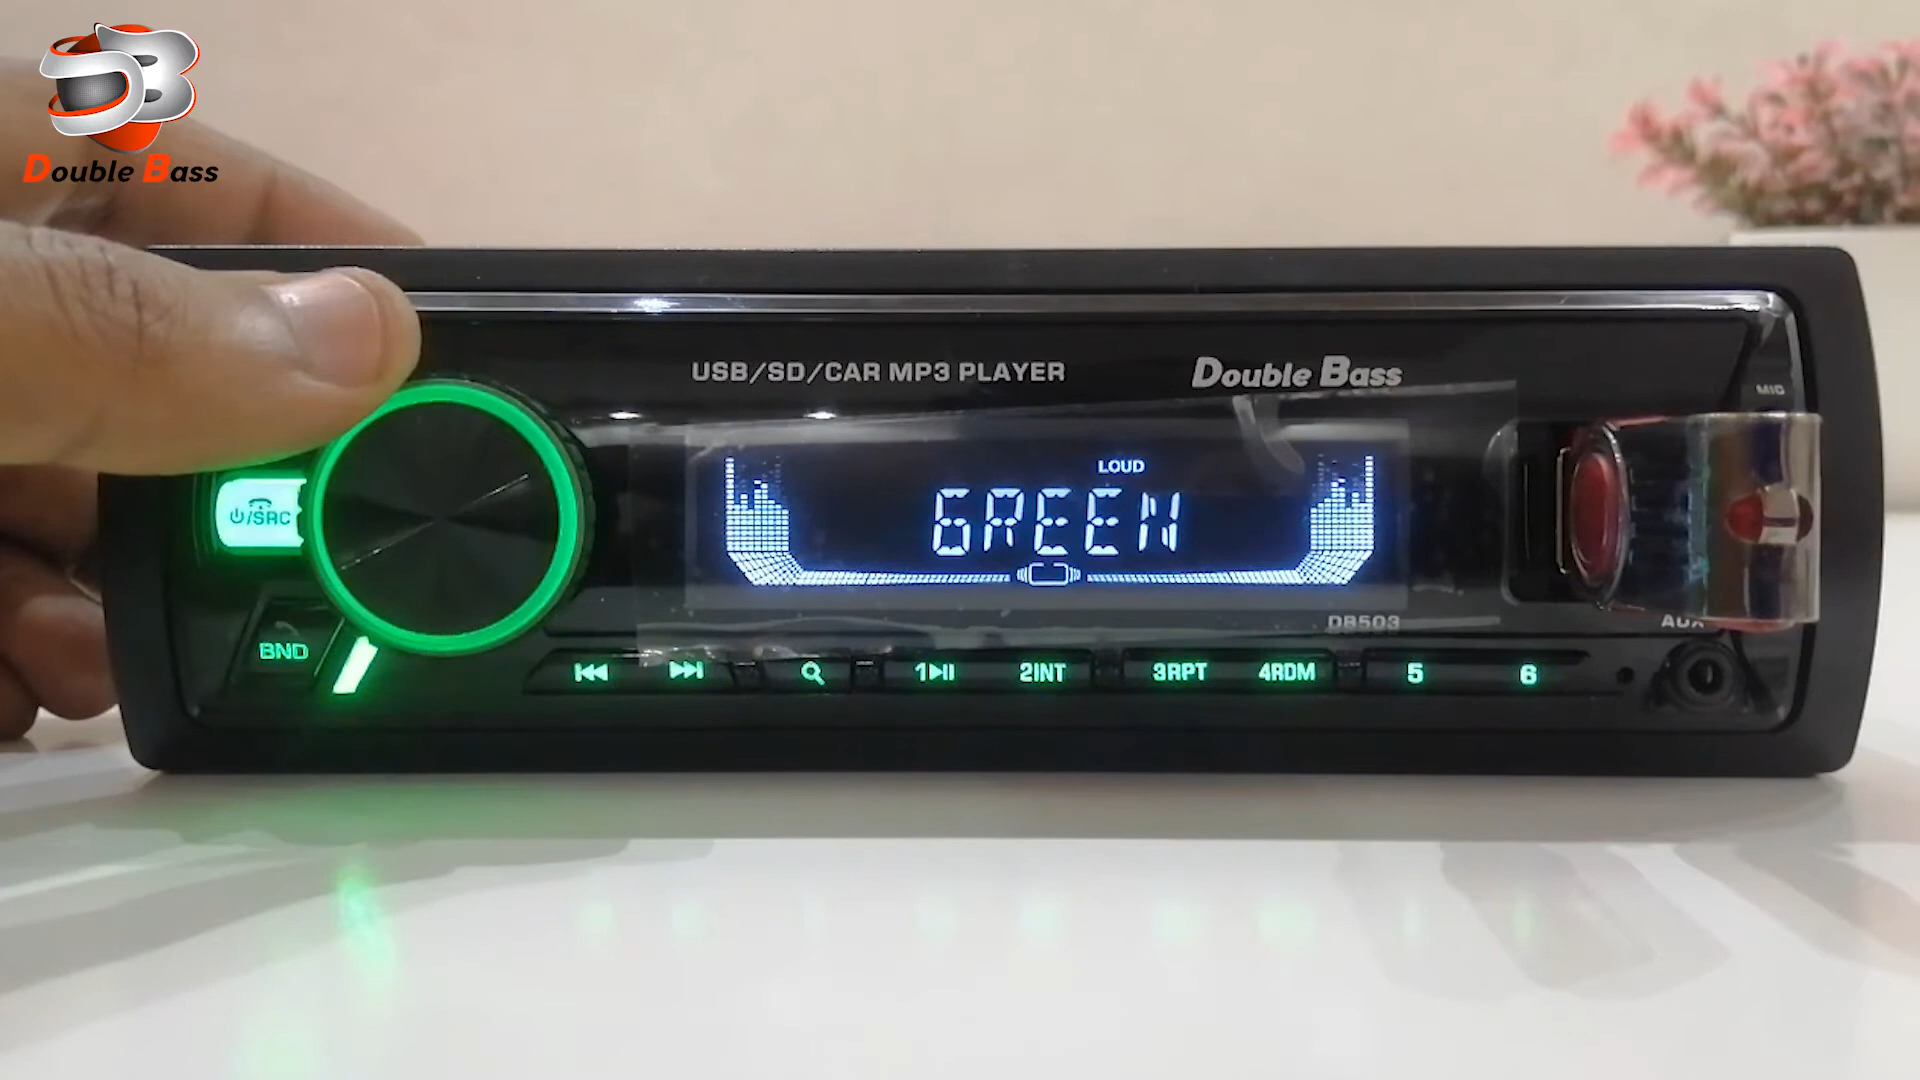 Double Bass
USB/SD/CAR MP3 PLAYER
Double Bass
MIC
LOUD
GREEN
⏻/SRC
DB503
AUX
BND
1 2INT 3RPT 4RDM 5 6